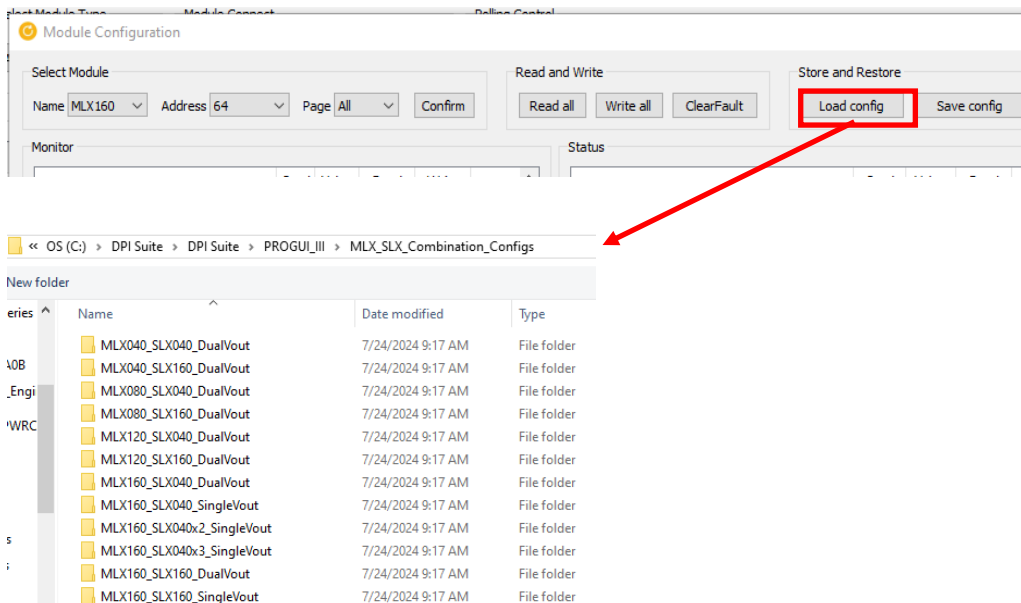 Module Configuration
Select Module
Read and Write
Store and Restore
Name MLX160 Address 64 Page All Confirm
Read all Write all ClearFault
Load config Save config
Monitor
Status
« OS (C:) > DPI Suite > DPI Suite > PROGUI_III > MLX_SLX_Combination_Configs
New folder
eries
Name Date modified Type
MLX040_SLX040_DualVout 7/24/2024 9:17 AM File folder
A0B
MLX040_SLX160_DualVout 7/24/2024 9:17 AM File folder
_Engi
MLX080_SLX040_DualVout 7/24/2024 9:17 AM File folder
MLX080_SLX160_DualVout 7/24/2024 9:17 AM File folder
PWRC
MLX120_SLX040_DualVout 7/24/2024 9:17 AM File folder
MLX120_SLX160_DualVout 7/24/2024 9:17 AM File folder
MLX160_SLX040_DualVout 7/24/2024 9:17 AM File folder
MLX160_SLX040_SingleVout 7/24/2024 9:17 AM File folder
MLX160_SLX040x2_SingleVout 7/24/2024 9:17 AM File folder
s
MLX160_SLX040x3_SingleVout 7/24/2024 9:17 AM File folder
MLX160_SLX160_DualVout 7/24/2024 9:17 AM File folder
MLX160_SLX160_SingleVout 7/24/2024 9:17 AM File folder